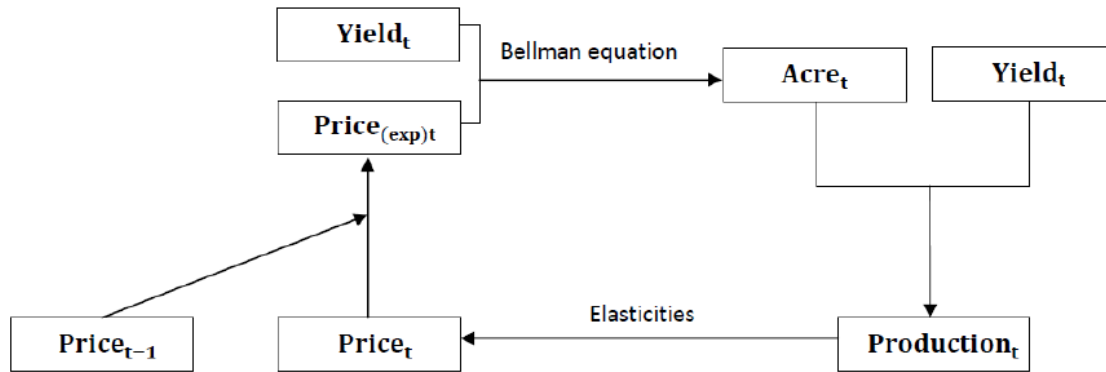 Yield_t
Bellman equation
Acre_t
Yield_t
Price_(exp)t
Elasticities
Price_t−1
Price_t
Production_t